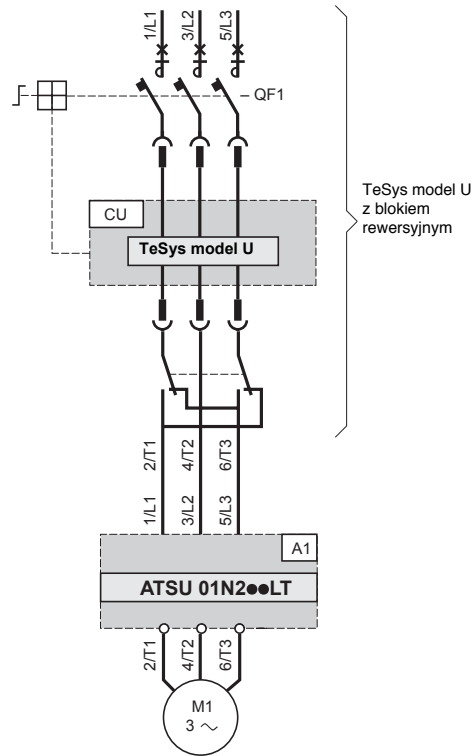 1/L1 3/L2 5/L3
QF1
CU
TeSys model U
TeSys model U
z blokiem
rewersyjnym
2/T1 4/T2 6/T3
1/L1 3/L2 5/L3
A1
ATSU 01N2●●LT
2/T1 4/T2 6/T3
M1
3 ~